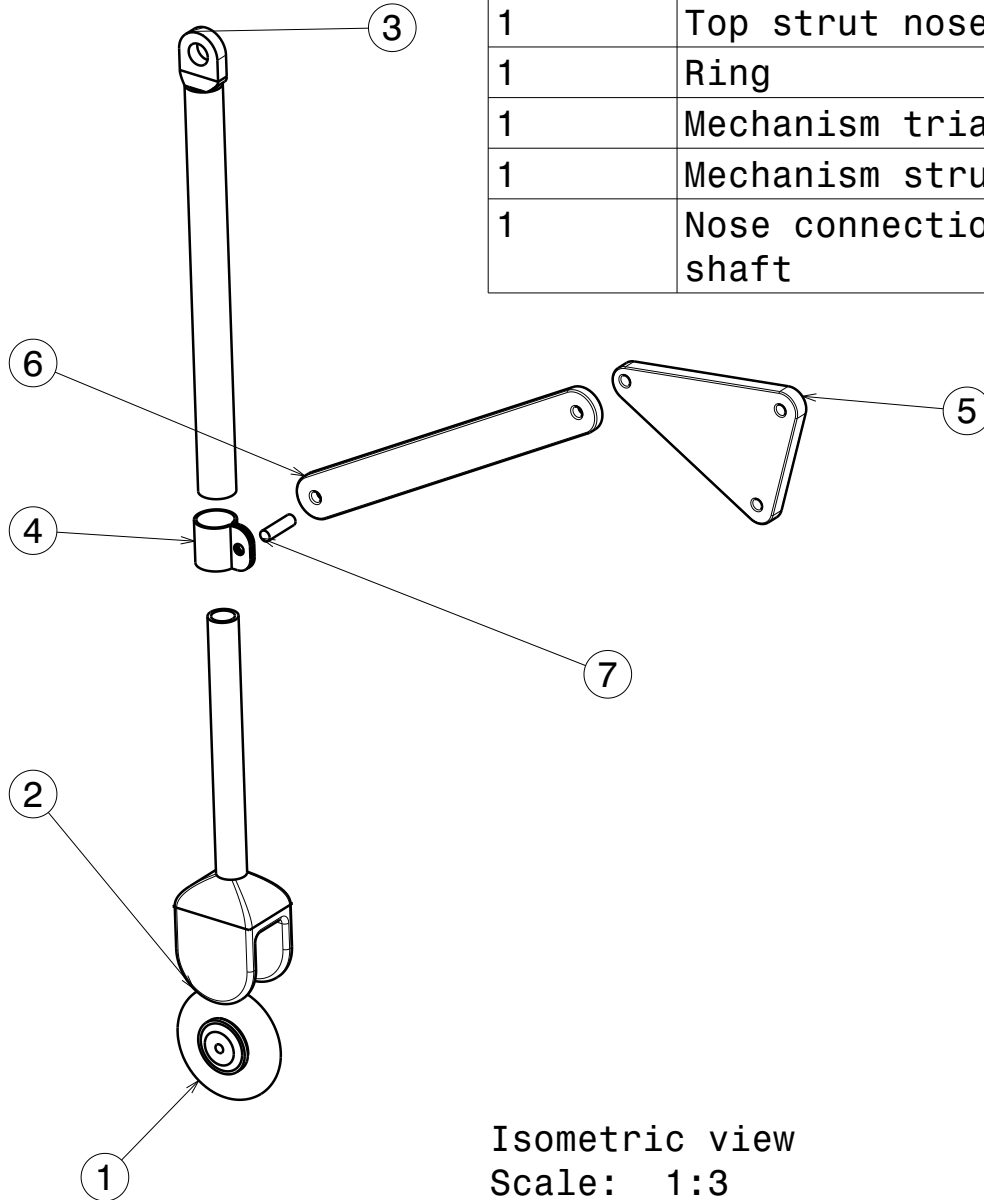 3
1 Top strut nose
1 Ring
1 Mechanism tria
1 Mechanism stru
1 Nose connectio
shaft
6
5
4
7
2
1
Isometric view
Scale: 1:3